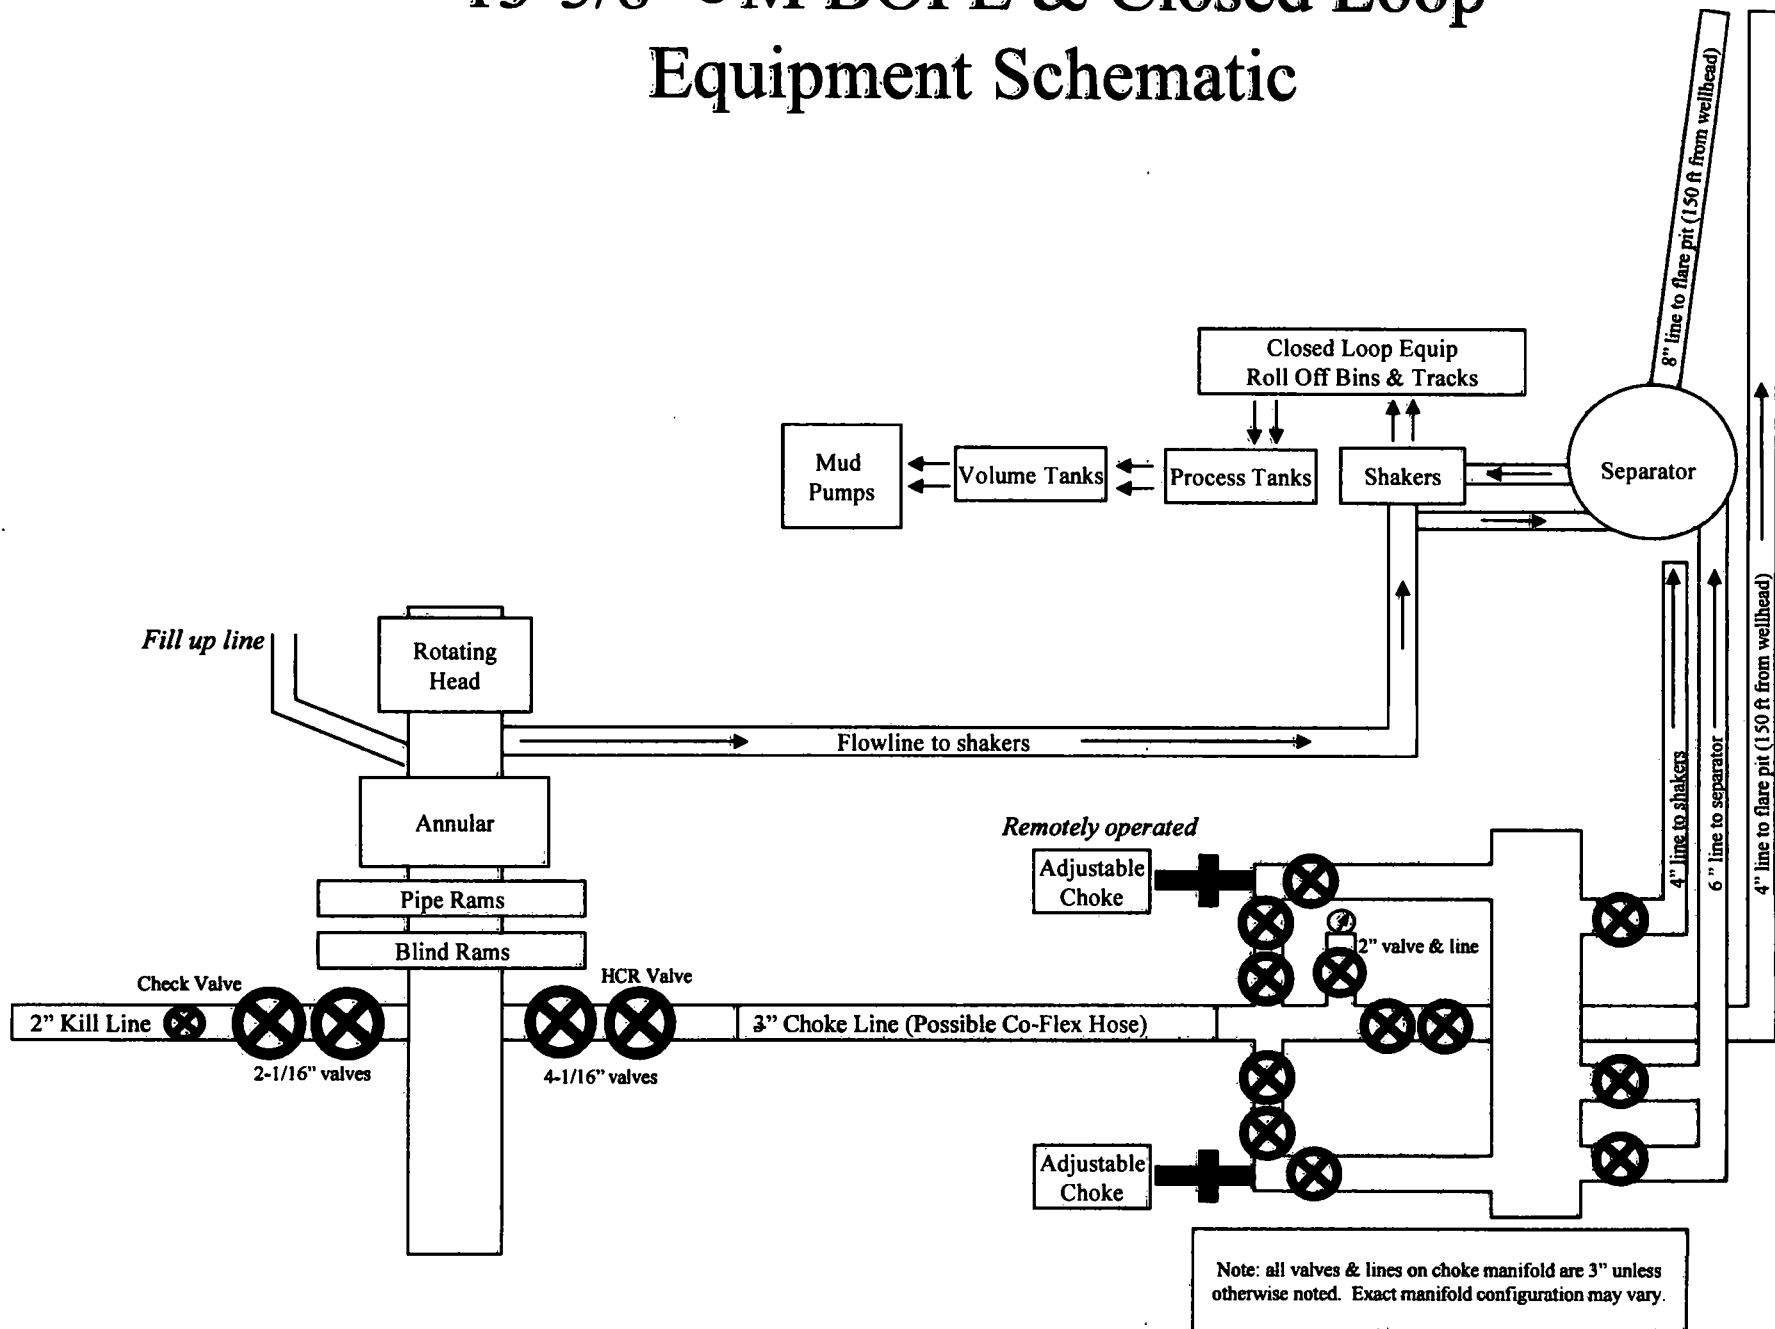 BOPE & Closed Loop
Equipment Schematic
8” line to flare pit (150 ft from wellhead)
Closed Loop Equip
Roll Off Bins & Tracks
Mud
Pumps
Volume Tanks
Process Tanks
Shakers
Separator
Fill up line
Rotating
Head
Flowline to shakers
4” line to shakers
6” line to separator
4” line to flare pit (150 ft from wellhead)
Annular
Remotely operated
Adjustable
Choke
Pipe Rams
Blind Rams
2” valve & line
Check Valve
HCR Valve
2” Kill Line
3” Choke Line (Possible Co-Flex Hose)
2-1/16” valves
4-1/16” valves
Adjustable
Choke
Note: all valves & lines on choke manifold are 3” unless
otherwise noted. Exact manifold configuration may vary.